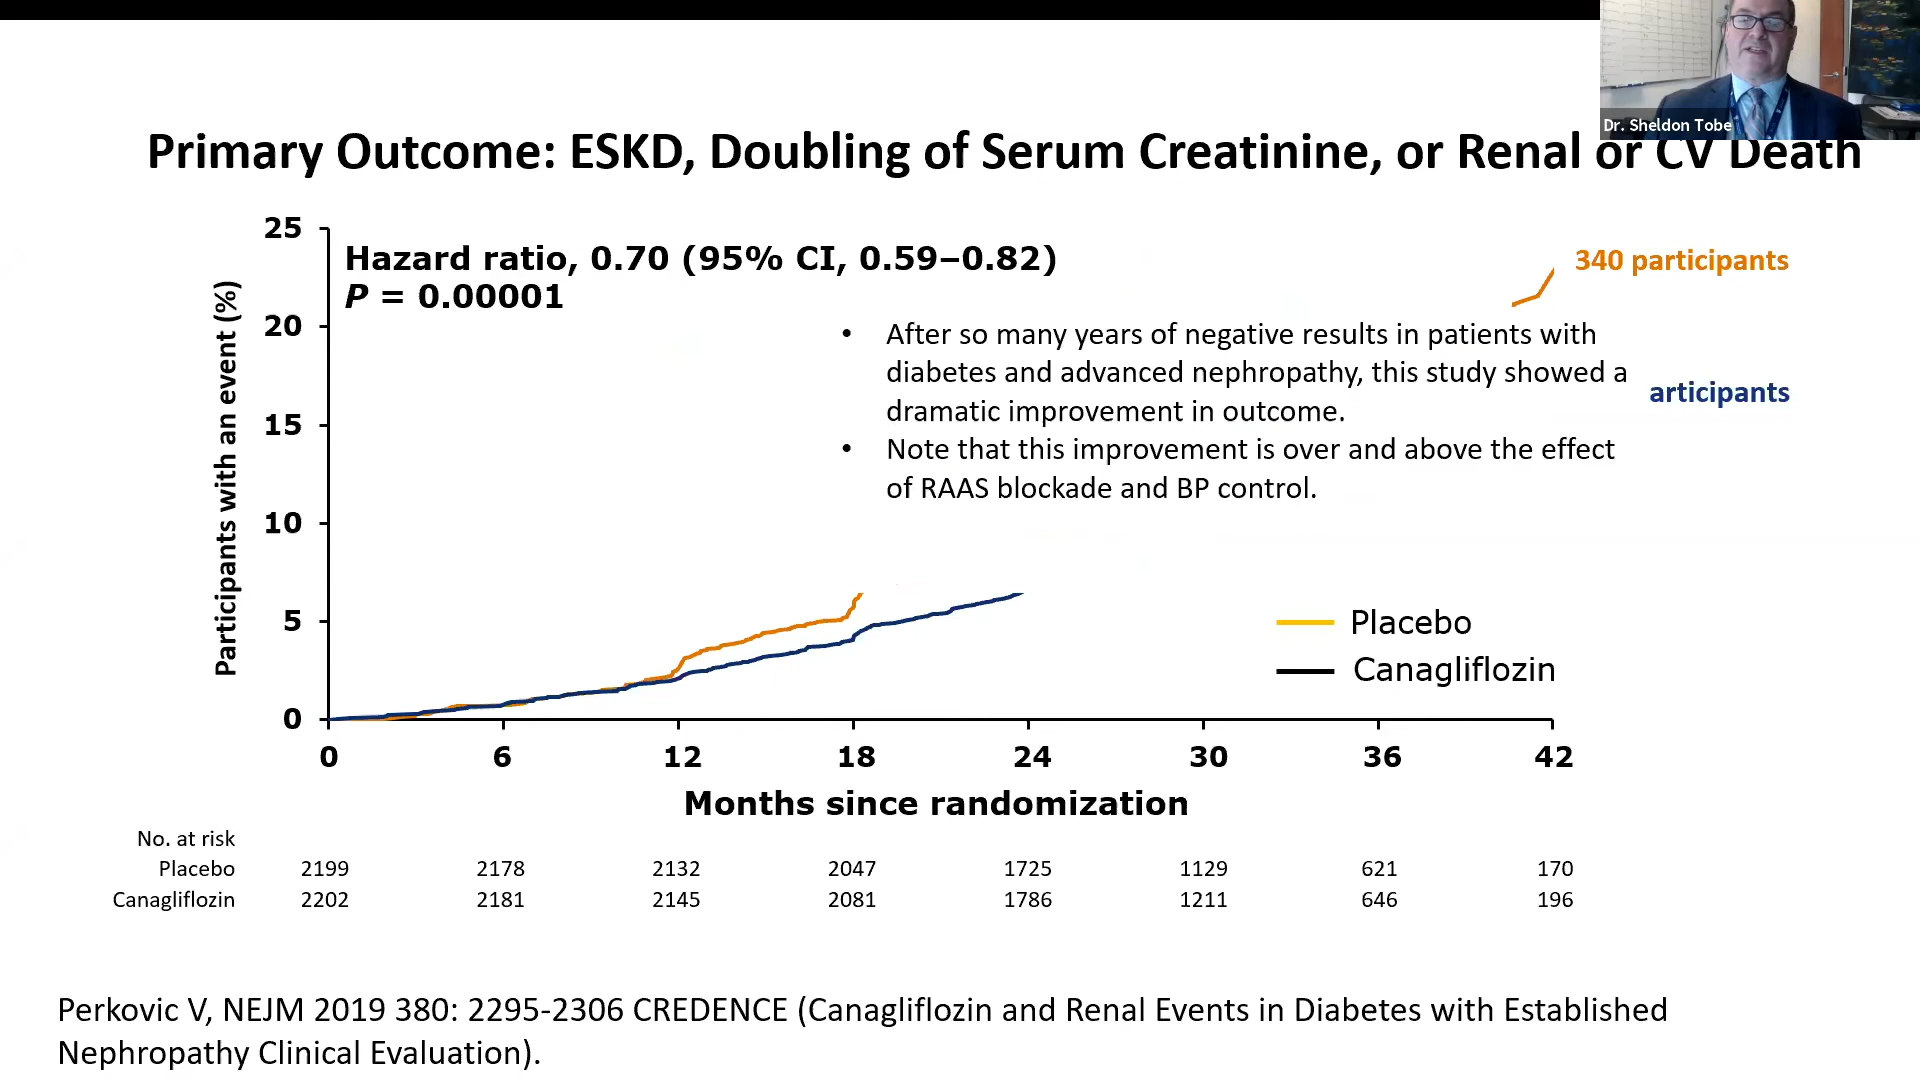 Dr. Sheldon Tobe
Primary Outcome: ESKD, Doubling of Serum Creatinine, or Renal or CV Death
Participants with an event (%)
25
20
15
10
5
0
Hazard ratio, 0.70 (95% CI, 0.59–0.82)
P = 0.00001
340 participants
articipants
• After so many years of negative results in patients with
diabetes and advanced nephropathy, this study showed a
dramatic improvement in outcome.
• Note that this improvement is over and above the effect
of RAAS blockade and BP control.
Placebo
Canagliflozin
0 6 12 18 24 30 36 42
Months since randomization
No. at risk
Placebo 2199 2178 2132 2047 1725 1129 621 170
Canagliflozin 2202 2181 2145 2081 1786 1211 646 196
Perkovic V, NEJM 2019 380: 2295-2306 CREDENCE (Canagliflozin and Renal Events in Diabetes with Established
Nephropathy Clinical Evaluation).